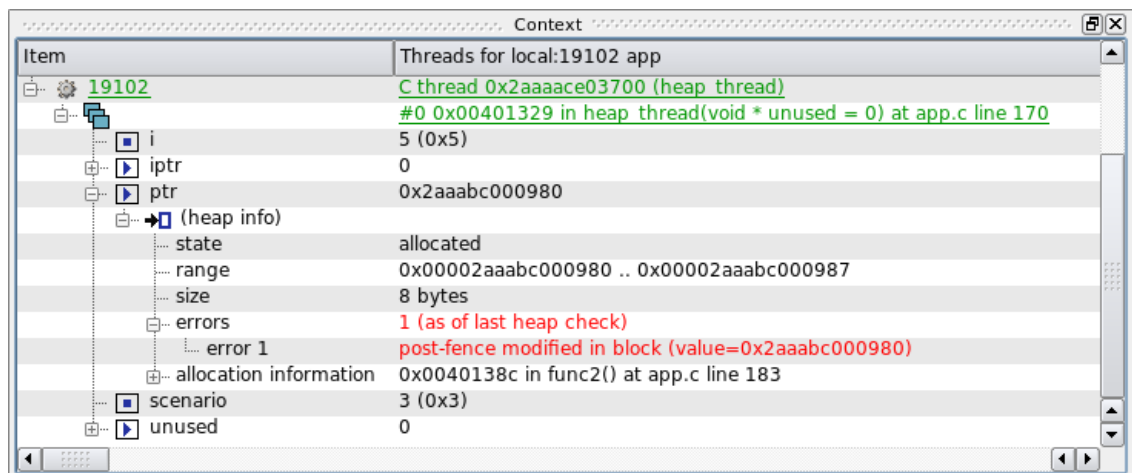 Context
Item Threads for local:19102 app
19102 C thread 0x2aaaace03700 (heap_thread)
#0 0x00401329 in heap_thread(void * unused = 0) at app.c line 170
i 5 (0x5)
iptr 0
ptr 0x2aaabc000980
(heap info)
state allocated
range 0x00002aaabc000980 .. 0x00002aaabc000987
size 8 bytes
errors 1 (as of last heap check)
error 1 post-fence modified in block (value=0x2aaabc000980)
allocation information 0x0040138c in func2() at app.c line 183
scenario 3 (0x3)
unused 0